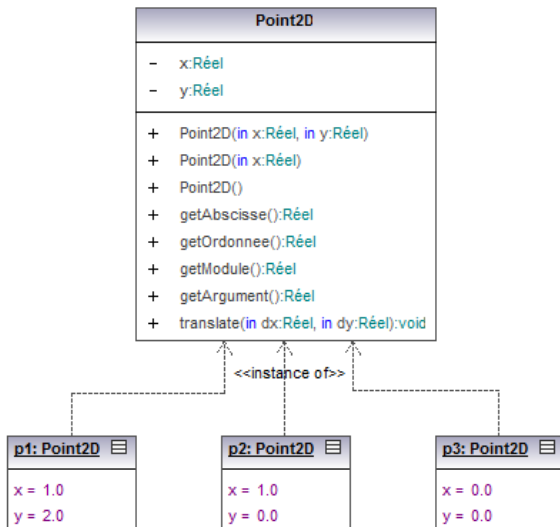 Point2D
- x:Réel
- y:Réel
+ Point2D(in x:Réel, in y:Réel)
+ Point2D(in x:Réel)
+ Point2D()
+ getAbscisse():Réel
+ getOrdonnee():Réel
+ getModule():Réel
+ getArgument():Réel
+ translate(in dx:Réel, in dy:Réel):void
<<instance of>>
p1: Point2D
x = 1.0
y = 2.0
p2: Point2D
x = 1.0
y = 0.0
p3: Point2D
x = 0.0
y = 0.0